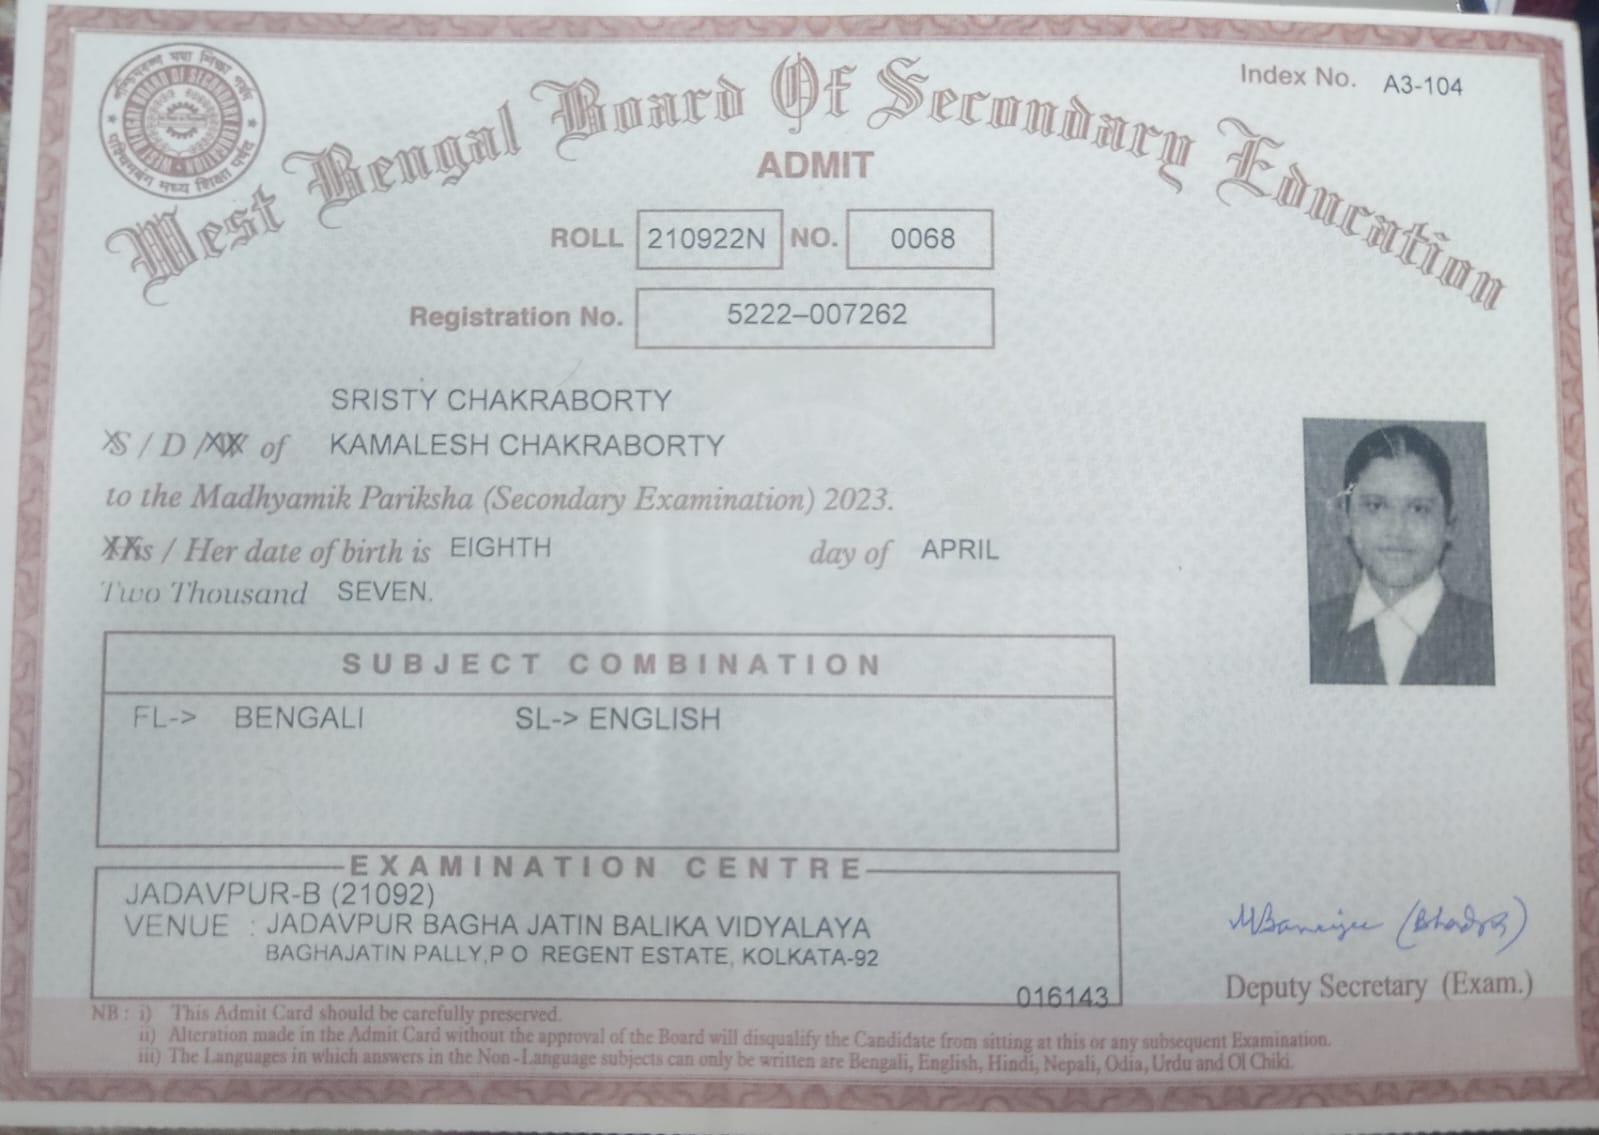 Index No. A3-104
West Bengal Board Of Secondary Education
ADMIT
ROLL 210922N NO. 0068
Registration No. 5222–007262
SRISTY CHAKRABORTY
S / D / W of KAMALESH CHAKRABORTY
to the Madhyamik Pariksha (Secondary Examination) 2023.
His / Her date of birth is EIGHTH day of APRIL
Two Thousand SEVEN.
SUBJECT COMBINATION
FL-> BENGALI SL-> ENGLISH
EXAMINATION CENTRE
JADAVPUR-B (21092)
VENUE : JADAVPUR BAGHA JATIN BALIKA VIDYALAYA
BAGHAJATIN PALLY,P O REGENT ESTATE, KOLKATA-92
016143
Deputy Secretary (Exam.)
NB : i) This Admit Card should be carefully preserved.
ii) Alteration made in the Admit Card without the approval of the Board will disqualify the Candidate from sitting at this or any subsequent Examination.
iii) The Languages in which answers in the Non-Language subjects can only be written are Bengali, English, Hindi, Nepali, Odia, Urdu and Ol Chiki.